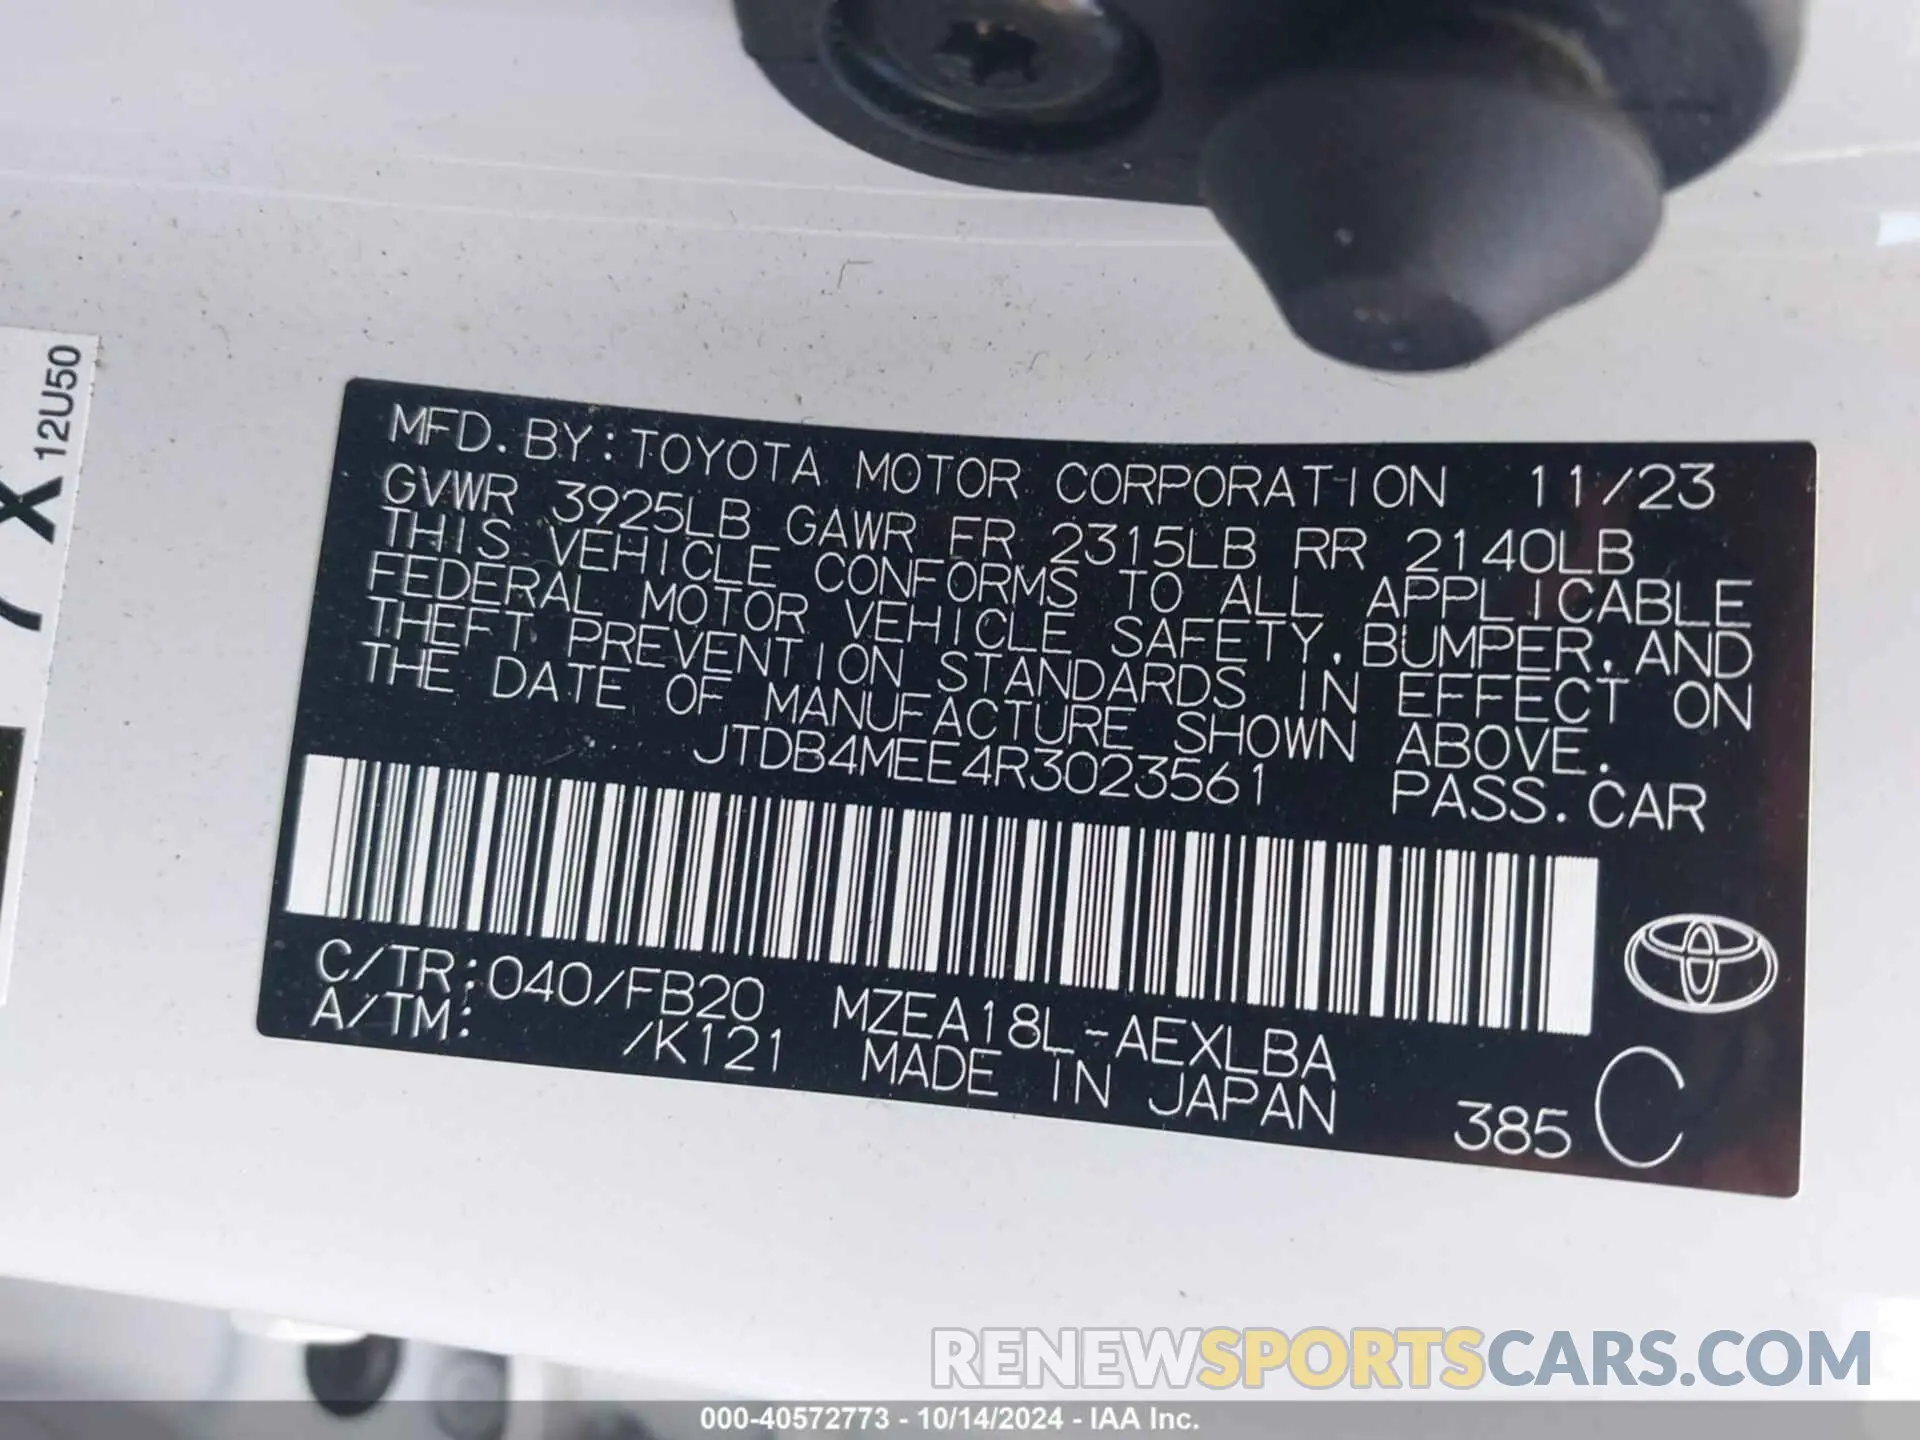 12U50
X
MFD. BY: TOYOTA MOTOR CORPORATION 11/23
GVWR 3925LB GAWR FR 2315LB RR 2140LB
THIS VEHICLE CONFORMS TO ALL APPLICABLE
FEDERAL MOTOR VEHICLE SAFETY, BUMPER, AND
THEFT PREVENTION STANDARDS IN EFFECT ON
THE DATE OF MANUFACTURE SHOWN ABOVE.
JTDB4MEE4R3023561 PASS. CAR
C/TR: 040/FB20 MZEA18L-AEXLBA
A/TM: /K121 MADE IN JAPAN
385 C
RENEWSPORTSCARS.COM
000-40572773 - 10/14/2024 - IAA Inc.